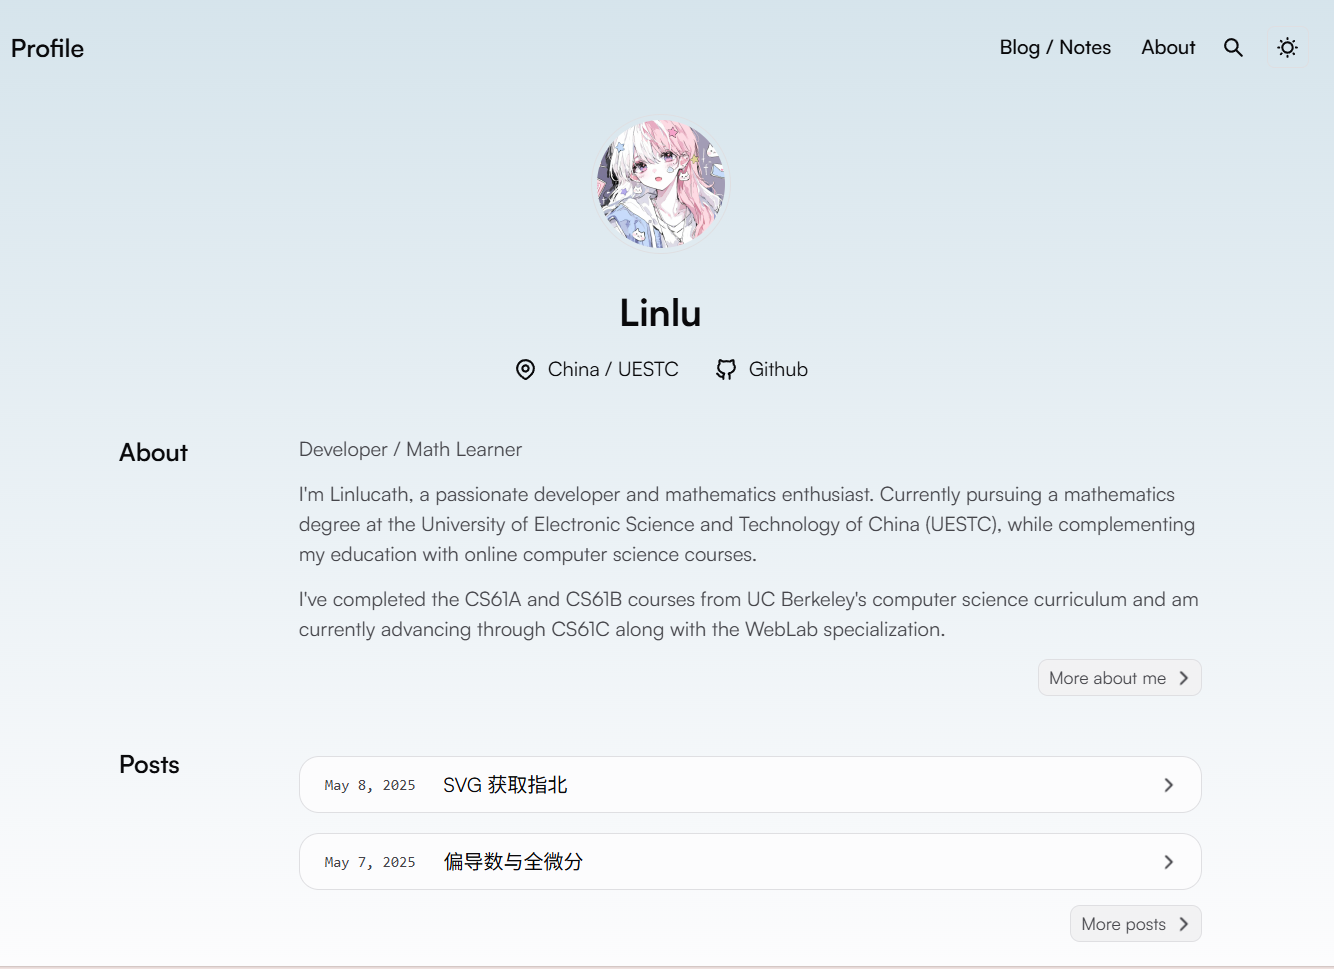 Profile
Blog / Notes
About
Linlu
China / UESTC
Github
About
Developer / Math Learner
I'm Linlucath, a passionate developer and mathematics enthusiast. Currently pursuing a mathematics
degree at the University of Electronic Science and Technology of China (UESTC), while complementing
my education with online computer science courses.
I've completed the CS61A and CS61B courses from UC Berkeley's computer science curriculum and am
currently advancing through CS61C along with the WebLab specialization.
More about me
Posts
May 8, 2025 SVG 获取指北
May 7, 2025 偏导数与全微分
More posts